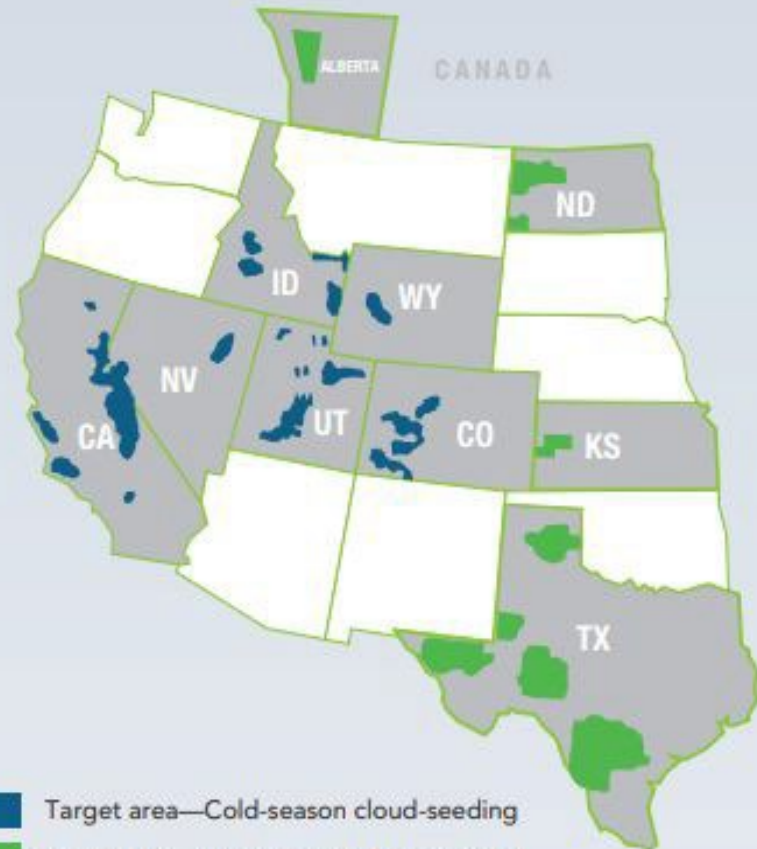 ALBERTA
CANADA
ND
ID
WY
NV
UT
CO
CA
KS
TX
Target area—Cold-season cloud-seeding